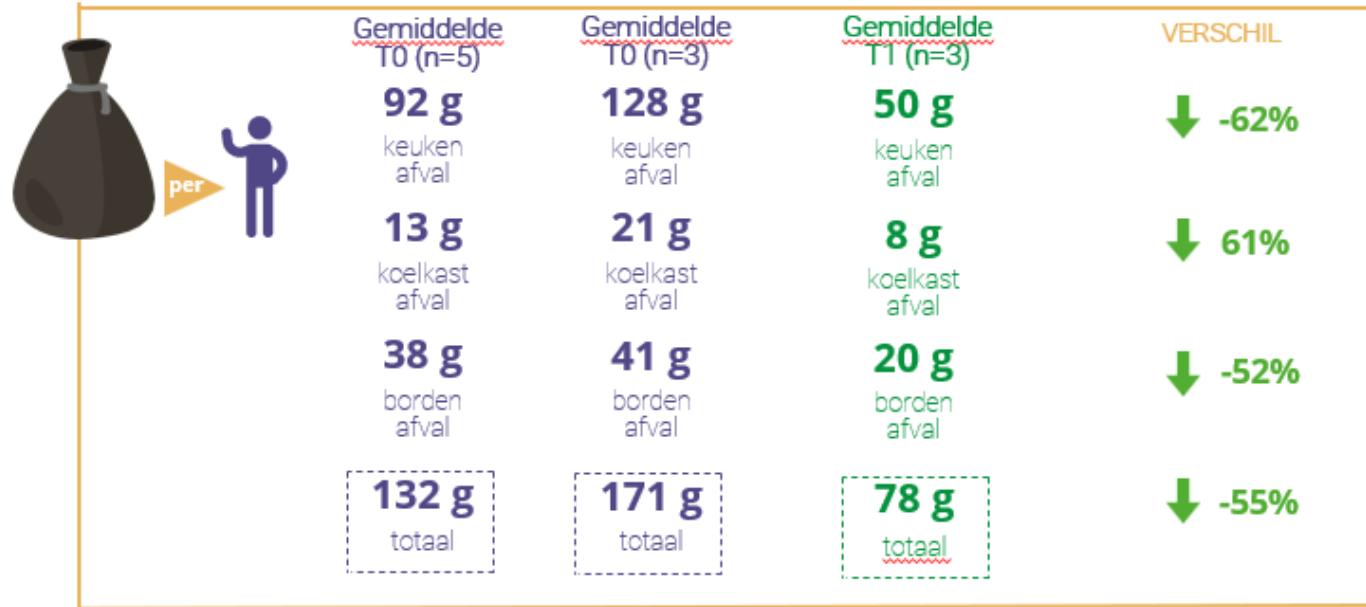 Gemiddelde T0 (n=5)
Gemiddelde T0 (n=3)
Gemiddelde T1 (n=3)
VERSCHIL
92 g
128 g
50 g
-62%
keuken afval
keuken afval
keuken afval
per
13 g
21 g
8 g
61%
koelkast afval
koelkast afval
koelkast afval
38 g
41 g
20 g
-52%
borden afval
borden afval
borden afval
132 g
171 g
78 g
-55%
totaal
totaal
totaal